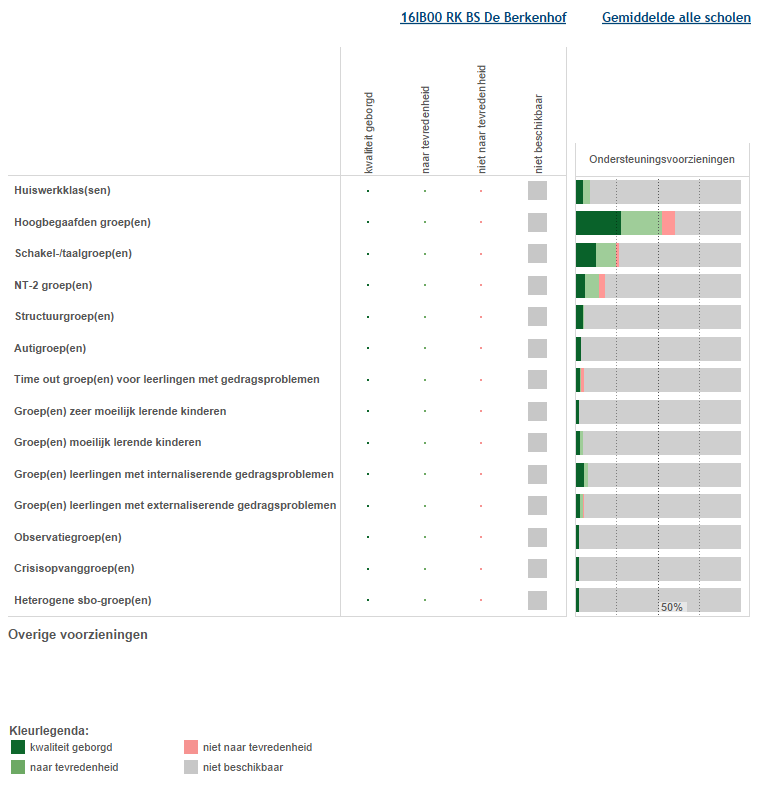 16IB00 RK BS De Berkenhof
Gemiddelde alle scholen
kwaliteit geborgd
naar tevredenheid
niet naar tevredenheid
niet beschikbaar
Ondersteuningsvoorzieningen
Huiswerkklas(sen)
Hoogbegaafden groep(en)
Schakel-/taalgroep(en)
NT-2 groep(en)
Structuurgroep(en)
Autigroep(en)
Time out groep(en) voor leerlingen met gedragsproblemen
Groep(en) zeer moeilijk lerende kinderen
Groep(en) moeilijk lerende kinderen
Groep(en) leerlingen met internaliserende gedragsproblemen
Groep(en) leerlingen met externaliserende gedragsproblemen
Observatiegroep(en)
Crisisopvanggroep(en)
Heterogene sbo-groep(en)
50%
Overige voorzieningen
Kleurlegenda:
kwaliteit geborgd
niet naar tevredenheid
naar tevredenheid
niet beschikbaar